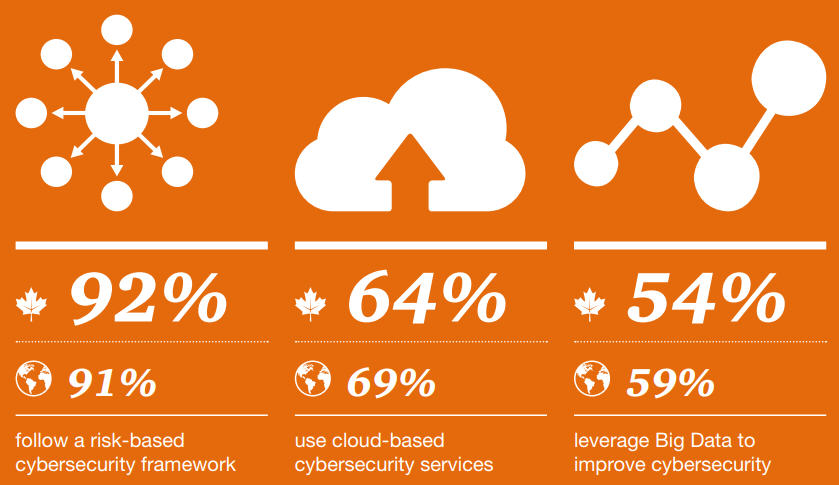 92%
91%
follow a risk-based
cybersecurity framework
64%
69%
use cloud-based
cybersecurity services
54%
59%
leverage Big Data to
improve cybersecurity